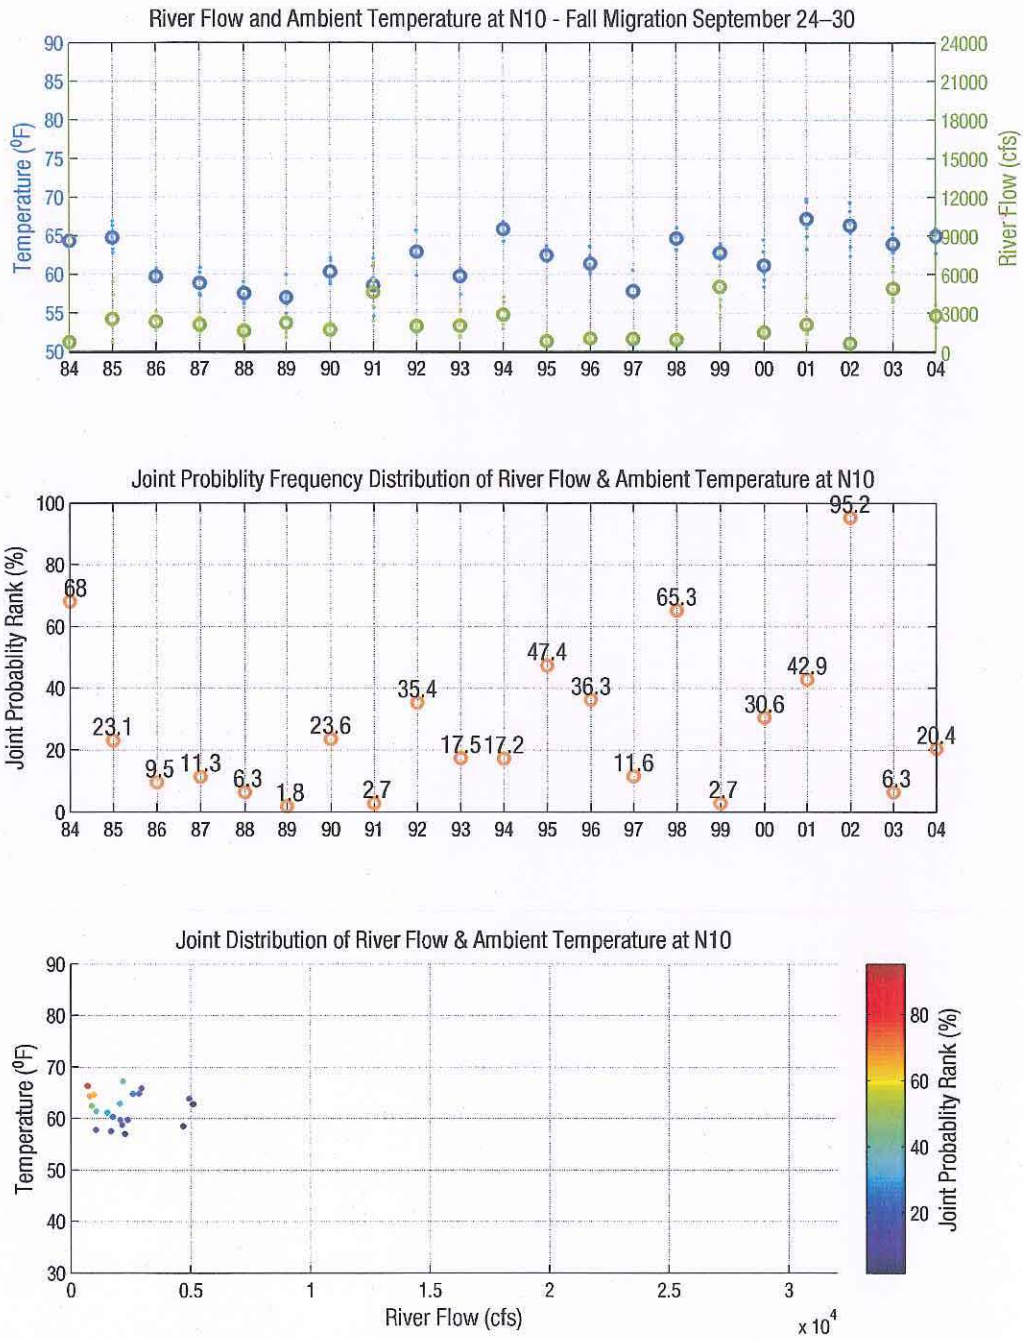 River Flow and Ambient Temperature at N10 - Fall Migration September 24–30
Temperature (⁰F)
90
85
80
75
70
65
60
55
50
24000
21000
18000
15000
12000
9000
6000
3000
0
River Flow (cfs)
84 85 86 87 88 89 90 91 92 93 94 95 96 97 98 99 00 01 02 03 04
Joint Probiblity Frequency Distribution of River Flow & Ambient Temperature at N10
Joint Probablity Rank (%)
100
80
60
40
20
0
68 23.1 9.5 11.3 6.3 1.8 23.6 2.7 35.4 17.5 17.2 47.4 36.3 11.6 65.3 2.7 30.6 42.9 95.2 6.3 20.4
84 85 86 87 88 89 90 91 92 93 94 95 96 97 98 99 00 01 02 03 04
Joint Distribution of River Flow & Ambient Temperature at N10
Temperature (⁰F)
90
80
70
60
50
40
30
0 0.5 1 1.5 2 2.5 3
River Flow (cfs)
x 10⁴
80
60
40
20
Joint Probablity Rank (%)